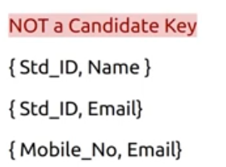 NOT a Candidate Key
{ Std_ID, Name }
{ Std_ID, Email}
{ Mobile_No, Email}